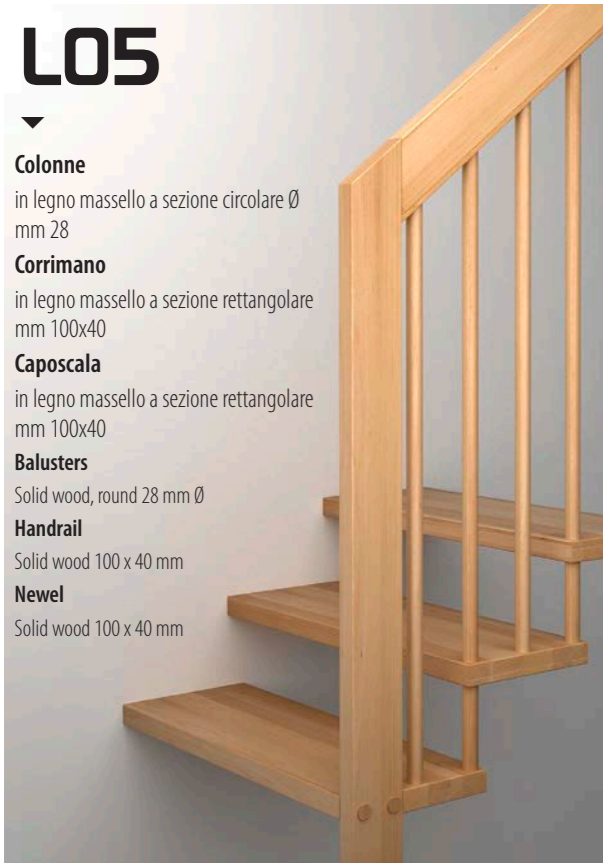 L05
Colonne
in legno massello a sezione circolare Ø
mm 28
Corrimano
in legno massello a sezione rettangolare
mm 100x40
Caposcala
in legno massello a sezione rettangolare
mm 100x40
Balusters
Solid wood, round 28 mm Ø
Handrail
Solid wood 100 x 40 mm
Newel
Solid wood 100 x 40 mm